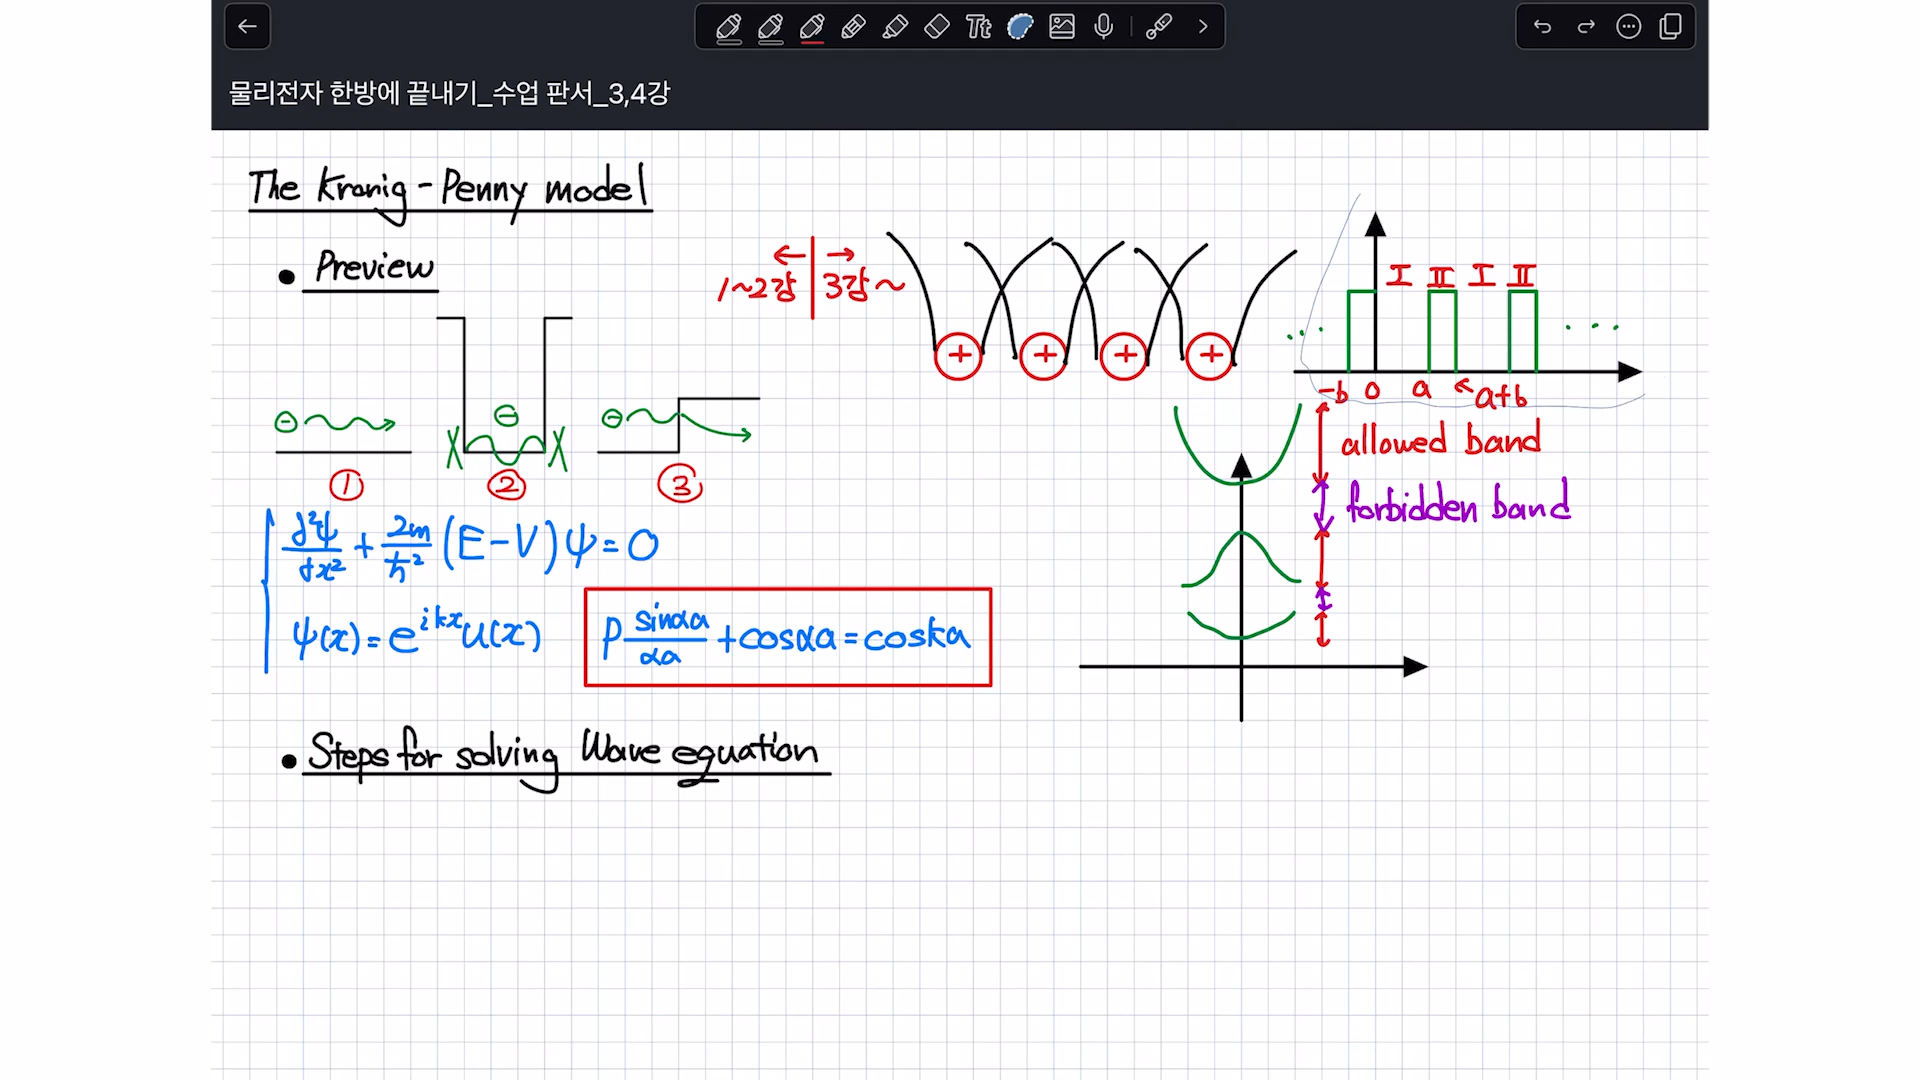 물리전자 한방에 끝내기_수업 판서_3,4강
The Kronig-Penny model
• Preview
1~2강 3강~
+ + + +
I II I II
-b 0 a a+b
① ② ③
allowed band
forbidden band
d²ψ/dx² + 2m/ħ² (E-V)ψ=0
ψ(x)=e^{ikx}u(x)
P sinαa/αa +cosαa=coska
• Steps for solving Wave equation